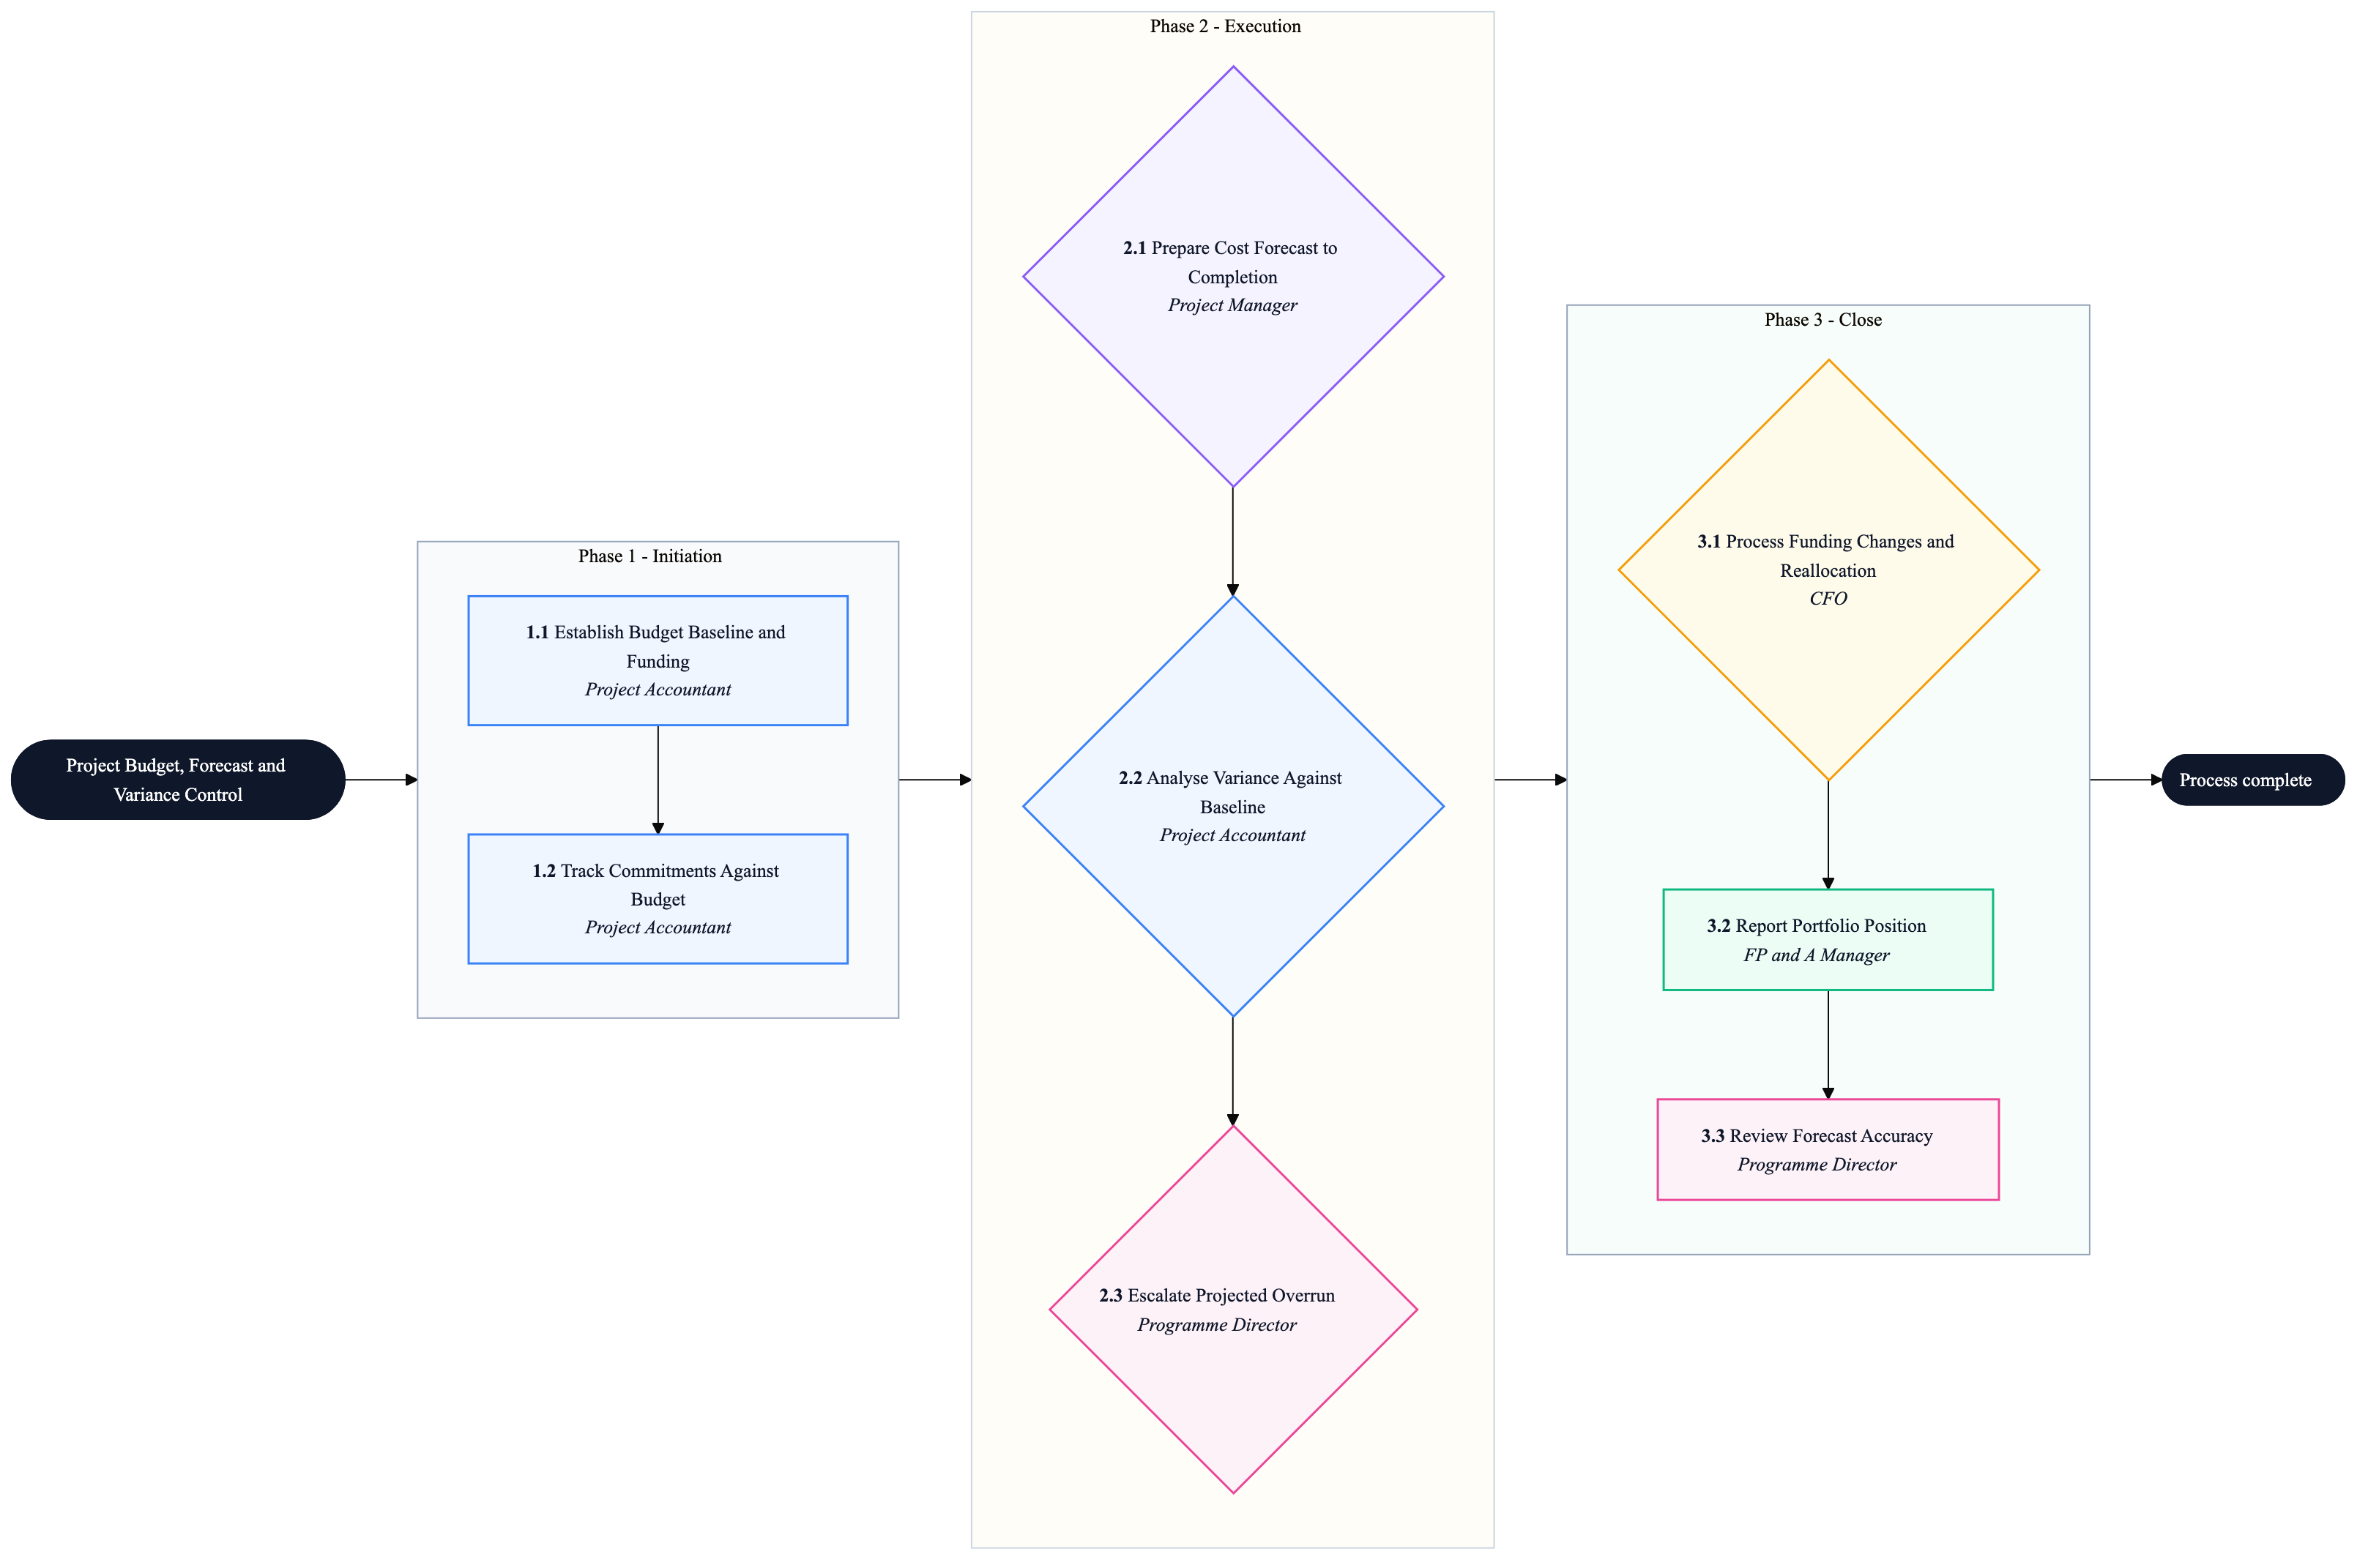 Project Budget, Forecast and
Variance Control
Phase 1 - Initiation
1.1 Establish Budget Baseline and
Funding
Project Accountant
1.2 Track Commitments Against
Budget
Project Accountant
Phase 2 - Execution
2.1 Prepare Cost Forecast to
Completion
Project Manager
2.2 Analyse Variance Against
Baseline
Project Accountant
2.3 Escalate Projected Overrun
Programme Director
Phase 3 - Close
3.1 Process Funding Changes and
Reallocation
CFO
3.2 Report Portfolio Position
FP and A Manager
3.3 Review Forecast Accuracy
Programme Director
Process complete